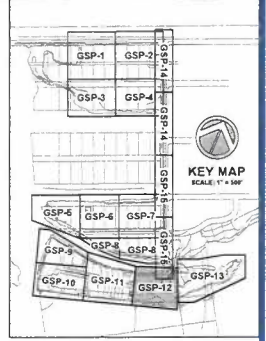 GSP-1 GSP-2
GSP-14
GSP-3 GSP-4
GSP-14
KEY MAP
SCALE: 1" = 500'
GSP-15
GSP-5 GSP-6 GSP-7
GSP-8 GSP-8
GSP-15
GSP-9
GSP-10 GSP-11 GSP-12 GSP-13